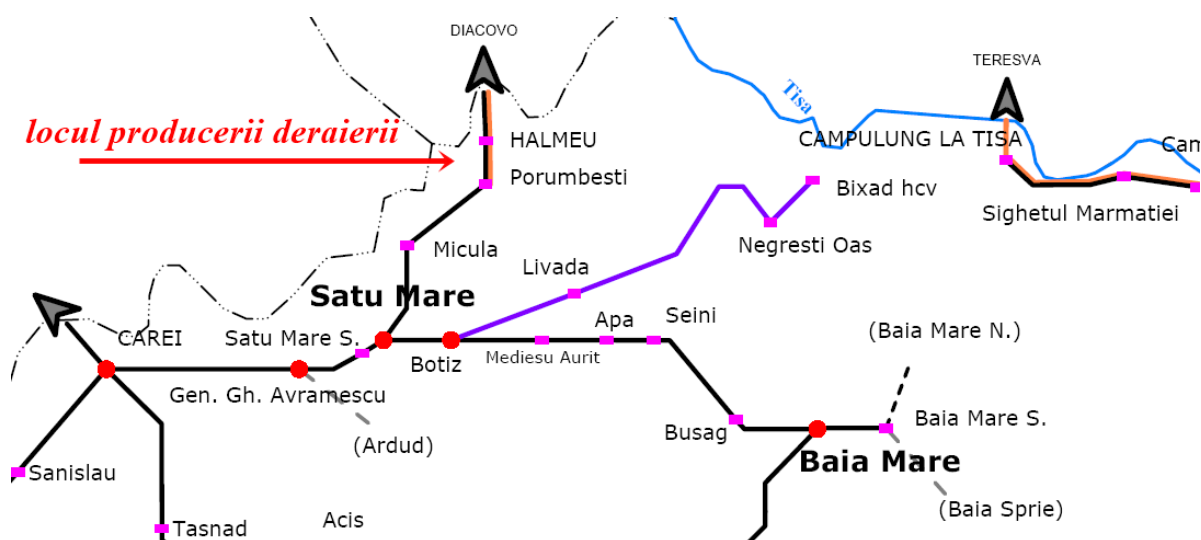 DIACOVO
TERESVA
Tisa
locul producerii deraierii
HALMEU
CAMPULUNG LA TISA
Cam
Porumbesti
Bixad hcv
Sighetul Marmatiei
Micula
Negresti Oas
Livada
Satu Mare
CAREI
Satu Mare S.
Apa
Seini
(Baia Mare N.)
Botiz
Mediesu Aurit
Gen. Gh. Avramescu
(Ardud)
Busag
Baia Mare S.
Baia Mare
Sanislau
(Baia Sprie)
Tasnad
Acis